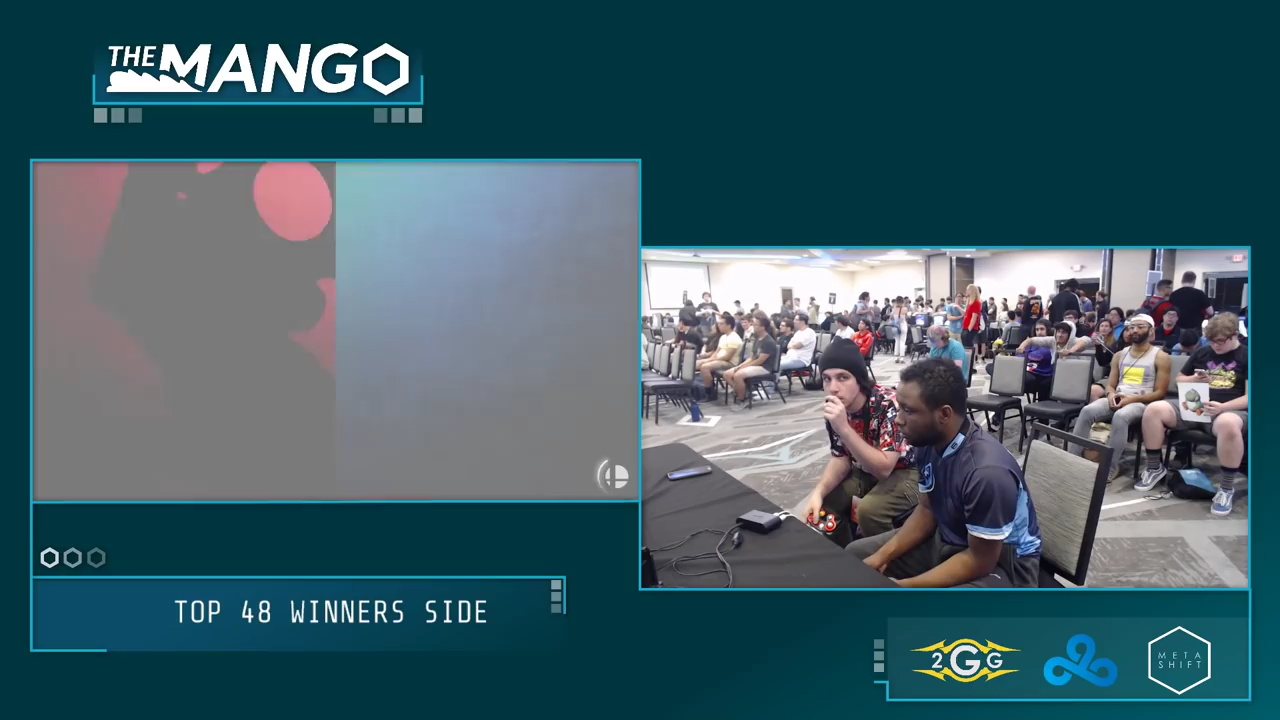 THE MANGO
TOP 48 WINNERS SIDE
2GG
META
SHIFT